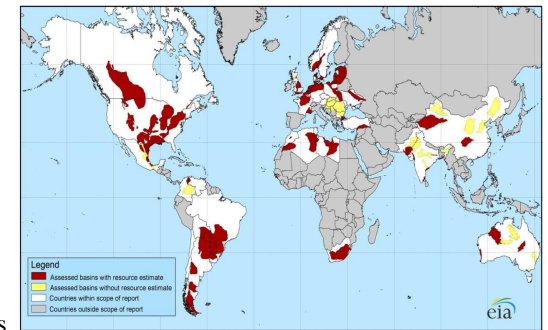 Legend
Assessed basins with resource estimate
Assessed basins without resource estimate
Countries within scope of report
Countries outside scope of report
eia
s